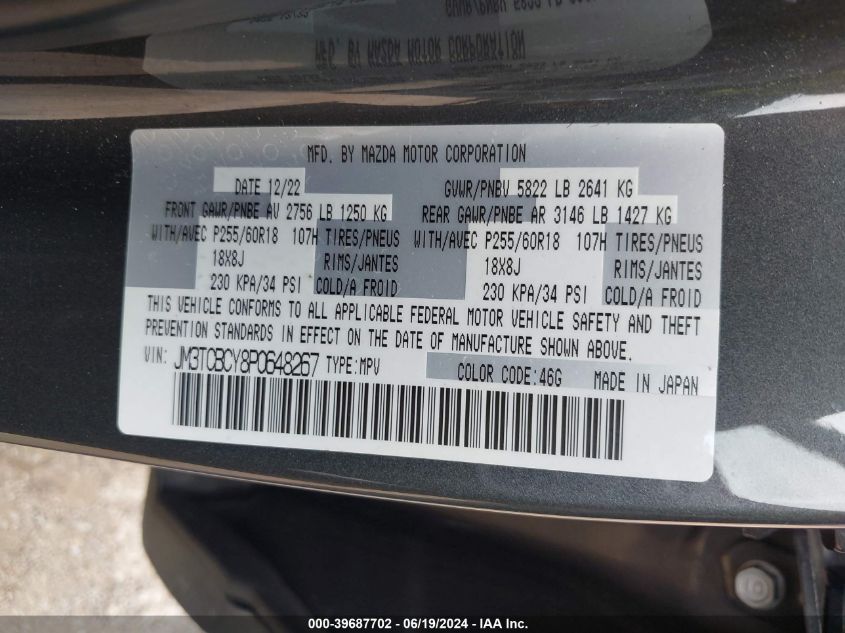 MFD. BY MAZDA MOTOR CORPORATION
DATE 12/22 GVWR/PNBV 5822 LB 2641 KG
FRONT GAWR/PNBE AV 2756 LB 1250 KG REAR GAWR/PNBE AR 3146 LB 1427 KG
WITH/AVEC P255/60R18 107H TIRES/PNEUS WITH/AVEC P255/60R18 107H TIRES/PNEUS
18X8J RIMS/JANTES 18X8J RIMS/JANTES
230 KPA/34 PSI COLD/A FROID 230 KPA/34 PSI COLD/A FROID
THIS VEHICLE CONFORMS TO ALL APPLICABLE FEDERAL MOTOR VEHICLE SAFETY AND THEFT
PREVENTION STANDARDS IN EFFECT ON THE DATE OF MANUFACTURE SHOWN ABOVE.
VIN: JM3TCBCY8P0648267 TYPE:MPV COLOR CODE:46G MADE IN JAPAN
000-39687702 - 06/19/2024 - IAA Inc.